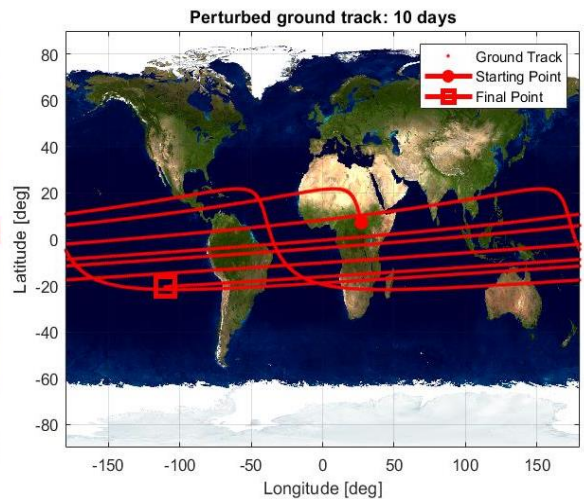 Perturbed ground track: 10 days
Ground Track
Starting Point
Final Point
80
60
40
20
0
-20
-40
-60
-80
Latitude [deg]
-150
-100
-50
0
50
100
150
Longitude [deg]